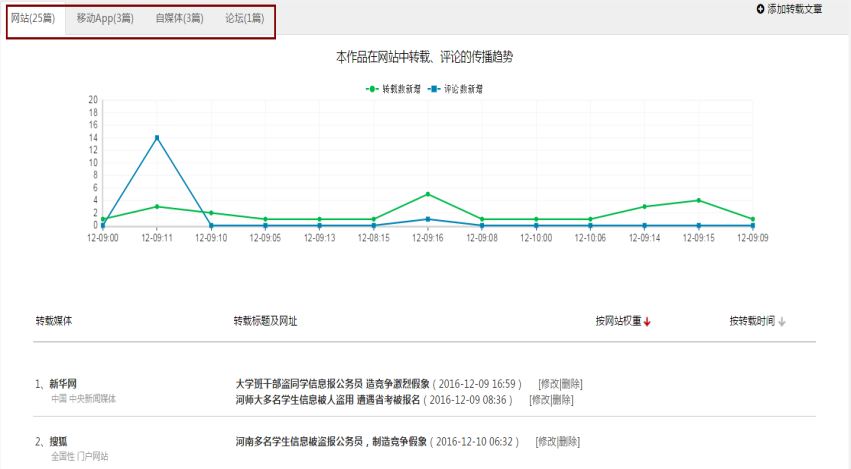 网站(25篇) 移动App(3篇) 自媒体(3篇) 论坛(1篇) 添加转载文章
本作品在网站中转载、评论的传播趋势
转载数新增 评论数新增
20
18
16
14
12
10
8
6
4
2
0
12-09:00 12-09:11 12-09:10 12-09:05 12-09:13 12-08:15 12-09:16 12-09:08 12-10:00 12-10:06 12-09:14 12-09:15 12-09:09
转载媒体 转载标题及网址 按网站权重 按转载时间
1、新华网 大学班干部盗同学信息报公务员 造竞争激烈假象 ( 2016-12-09 16:59 ) [修改|删除]
中国 中央新闻媒体 河师大多名学生信息被人盗用 遭遇省考被报名 ( 2016-12-09 08:36 ) [修改|删除]
2、搜狐 河南多名学生信息被盗报公务员，制造竞争假象 ( 2016-12-10 06:32 ) [修改|删除]
全国性 门户网站